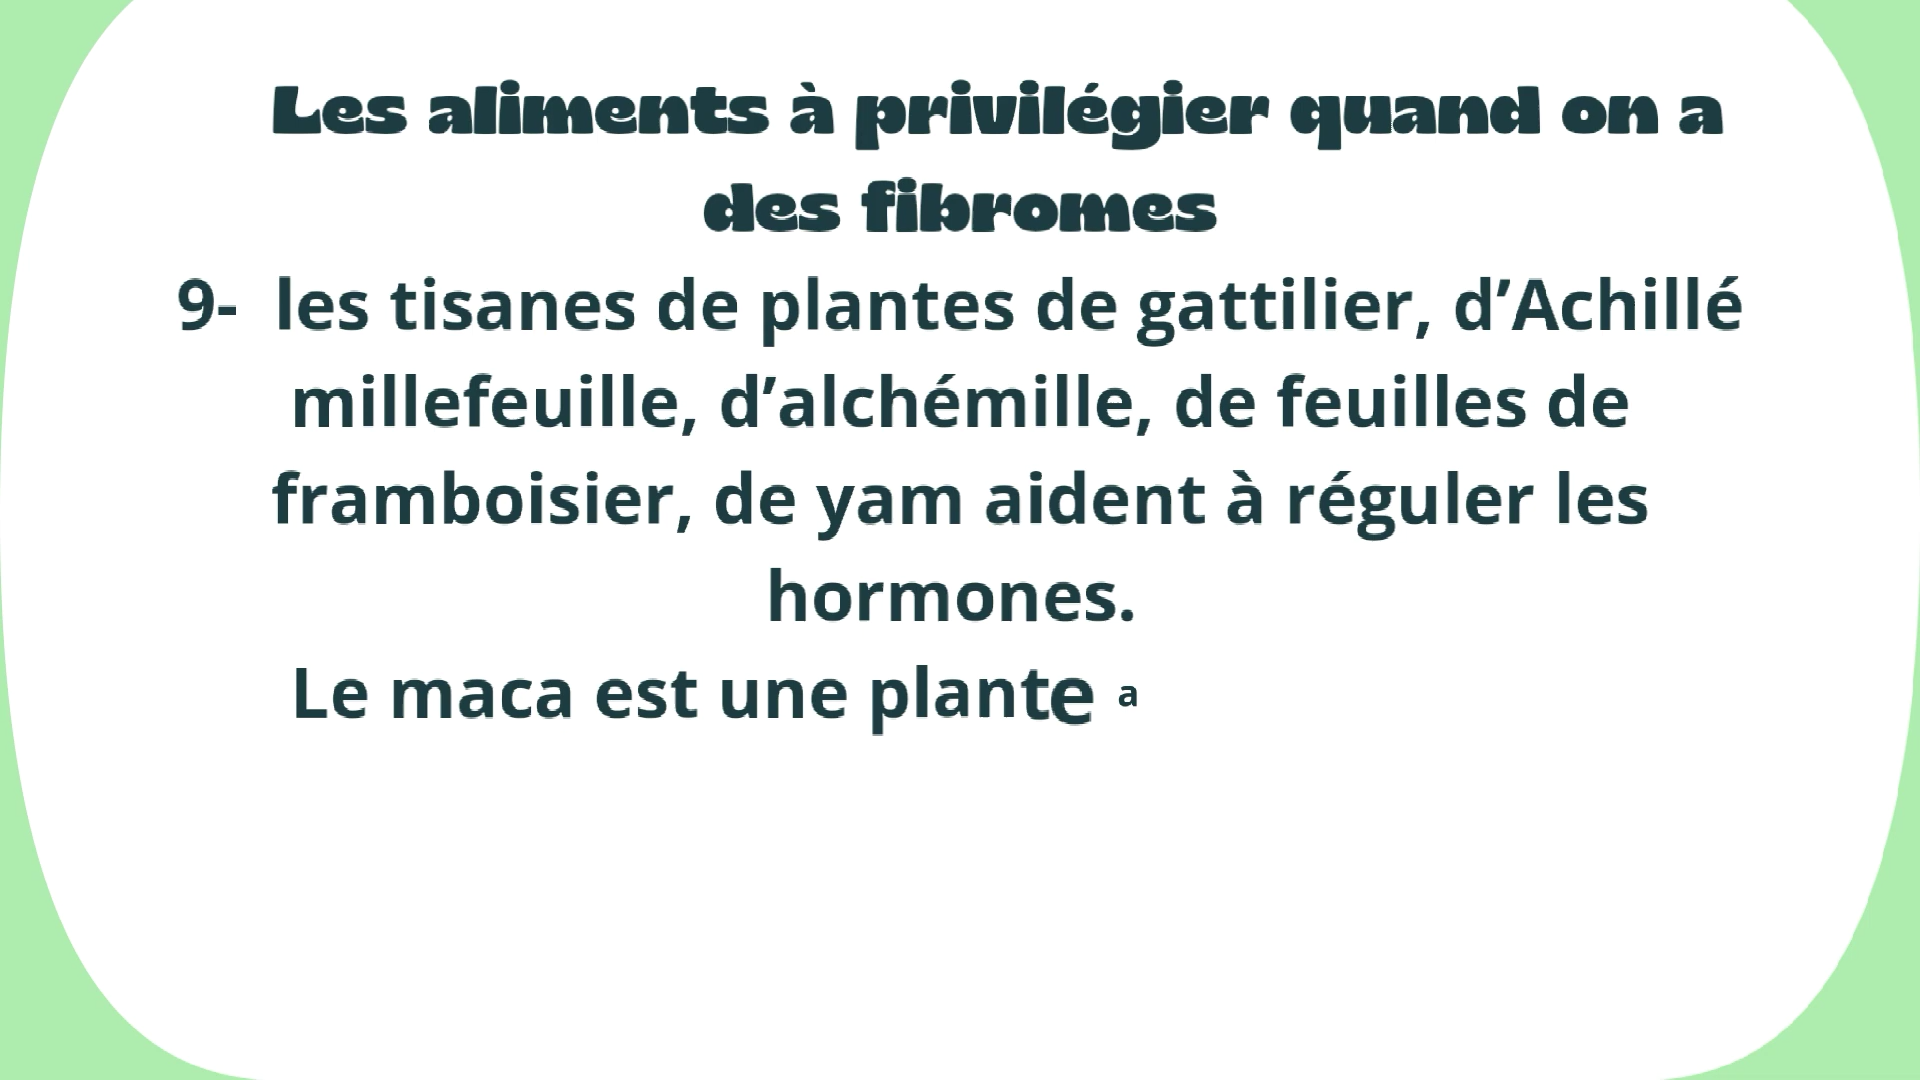 Les aliments à privilégier quand on a
des fibromes
9- les tisanes de plantes de gattilier, d’Achillé
millefeuille, d’alchémille, de feuilles de
framboisier, de yam aident à réguler les
hormones.
Le maca est une plante a